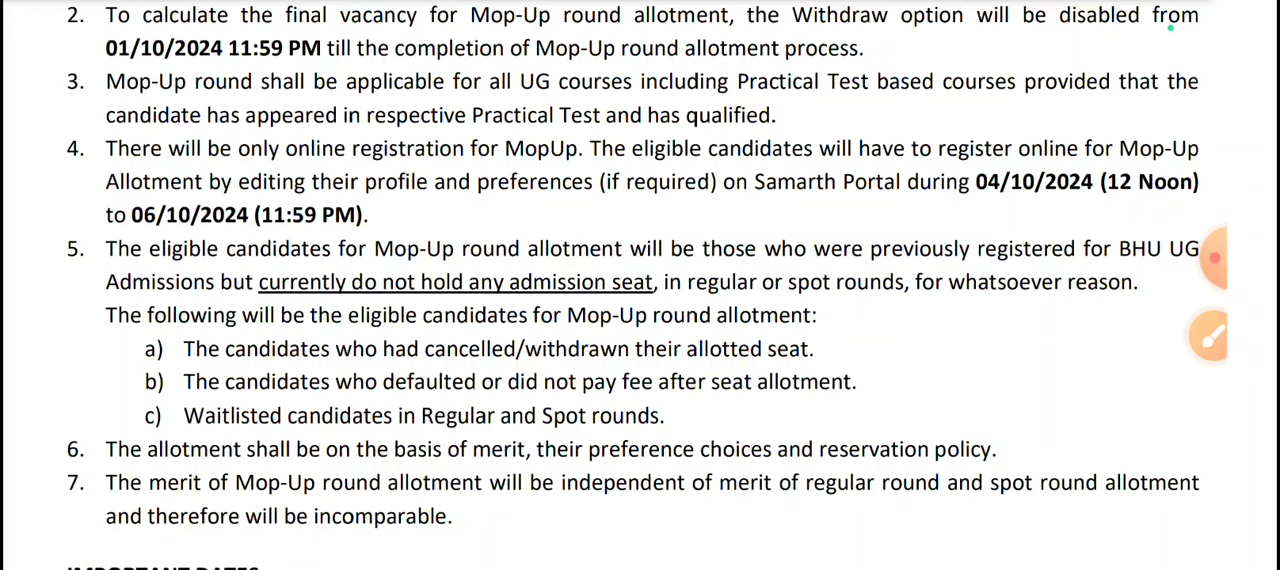 2. To calculate the final vacancy for Mop-Up round allotment, the Withdraw option will be disabled from
01/10/2024 11:59 PM till the completion of Mop-Up round allotment process.
3. Mop-Up round shall be applicable for all UG courses including Practical Test based courses provided that the
candidate has appeared in respective Practical Test and has qualified.
4. There will be only online registration for MopUp. The eligible candidates will have to register online for Mop-Up
Allotment by editing their profile and preferences (if required) on Samarth Portal during 04/10/2024 (12 Noon)
to 06/10/2024 (11:59 PM).
5. The eligible candidates for Mop-Up round allotment will be those who were previously registered for BHU UG
Admissions but currently do not hold any admission seat, in regular or spot rounds, for whatsoever reason.
The following will be the eligible candidates for Mop-Up round allotment:
a) The candidates who had cancelled/withdrawn their allotted seat.
b) The candidates who defaulted or did not pay fee after seat allotment.
c) Waitlisted candidates in Regular and Spot rounds.
6. The allotment shall be on the basis of merit, their preference choices and reservation policy.
7. The merit of Mop-Up round allotment will be independent of merit of regular round and spot round allotment
and therefore will be incomparable.
IMPORTANT DATES